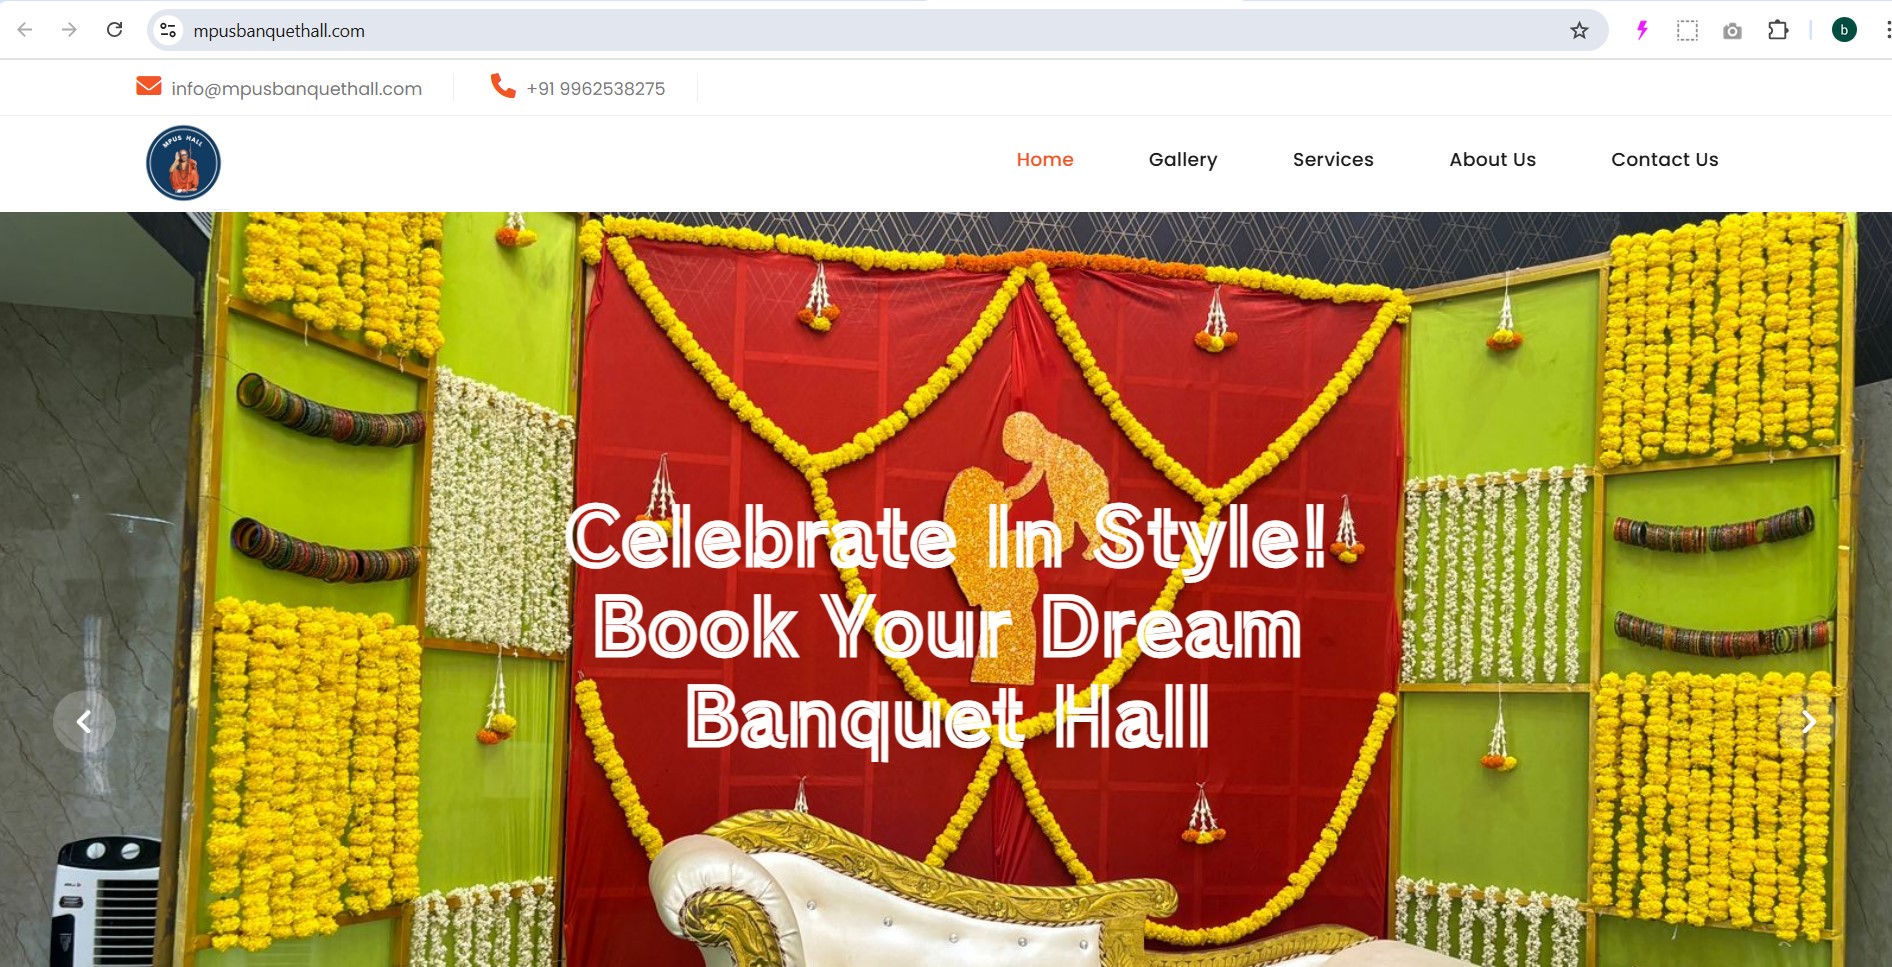 mpusbanquethall.com
b
info@mpusbanquethall.com
+91 9962538275
MPUS HALL
Home
Gallery
Services
About Us
Contact Us
Celebrate In Style!
Book Your Dream
Banquet Hall